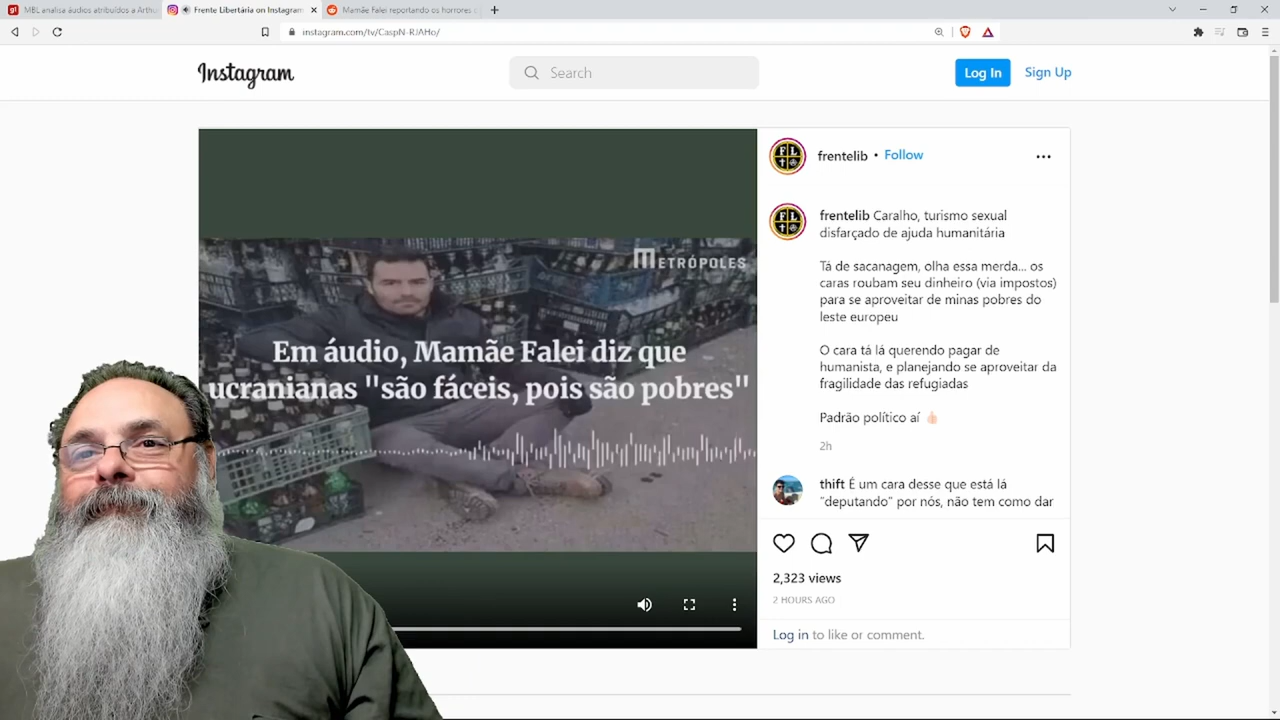 MBL analisa áudios atribuídos a Arthu
Frente Libertária on Instagram
Mamãe Falei reportando os horrores
instagram.com/tv/CaspN-RJAHo/
Instagram
Search
Log In
Sign Up
METRÓPOLES
Em áudio, Mamãe Falei diz que
ucranianas "são fáceis, pois são pobres"
frentelib • Follow
frentelib Caralho, turismo sexual
disfarçado de ajuda humanitária
Tá de sacanagem, olha essa merda... os
caras roubam seu dinheiro (via impostos)
para se aproveitar de minas pobres do
leste europeu
O cara tá lá querendo pagar de
humanista, e planejando se aproveitar da
fragilidade das refugiadas
Padrão político aí 👍🏻
2h
thift É um cara desse que está lá
"deputando" por nós, não tem como dar
2,323 views
2 HOURS AGO
Log in to like or comment.